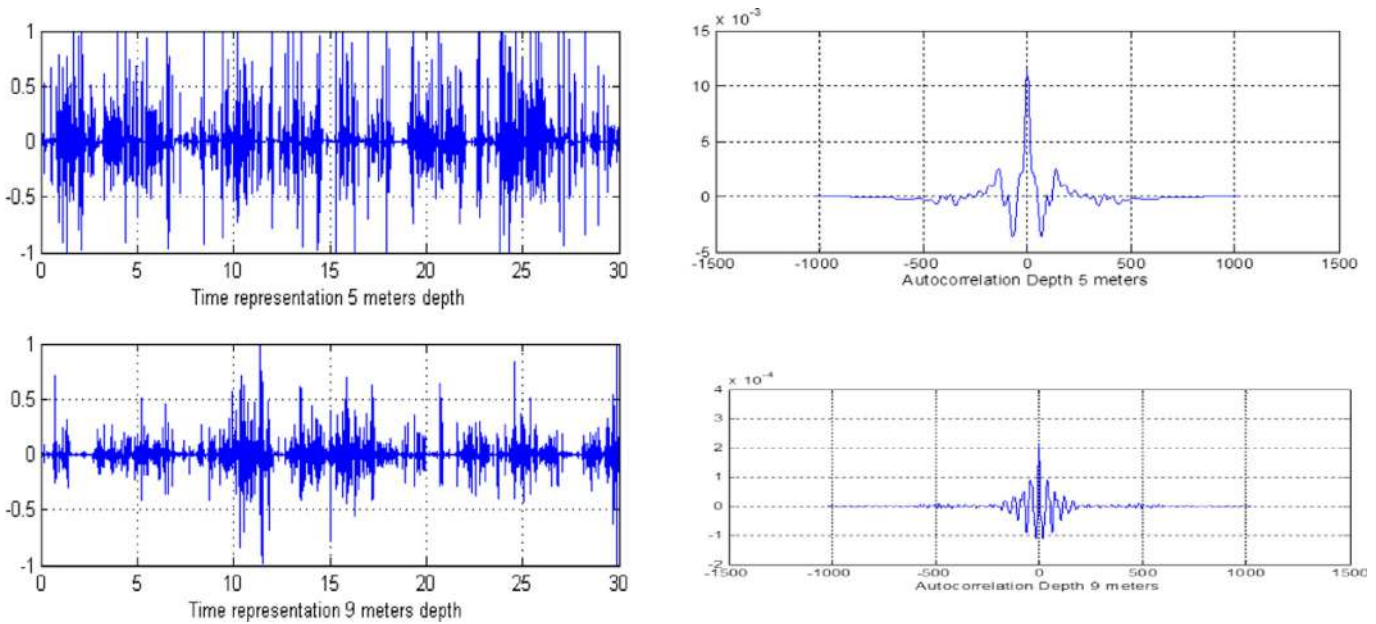 1
0.5
0
-0.5
-1
0 5 10 15 20 25 30
Time representation 5 meters depth
x 10⁻³
15
10
5
0
-5
-1500 -1000 -500 0 500 1000 1500
Autocorrelation Depth 5 meters
1
0.5
0
-0.5
-1
0 5 10 15 20 25 30
Time representation 9 meters depth
x 10⁻⁴
4
3
2
1
0
-1
-2
-1500 -1000 -500 0 500 1000 1500
Autocorrelation Depth 9 meters